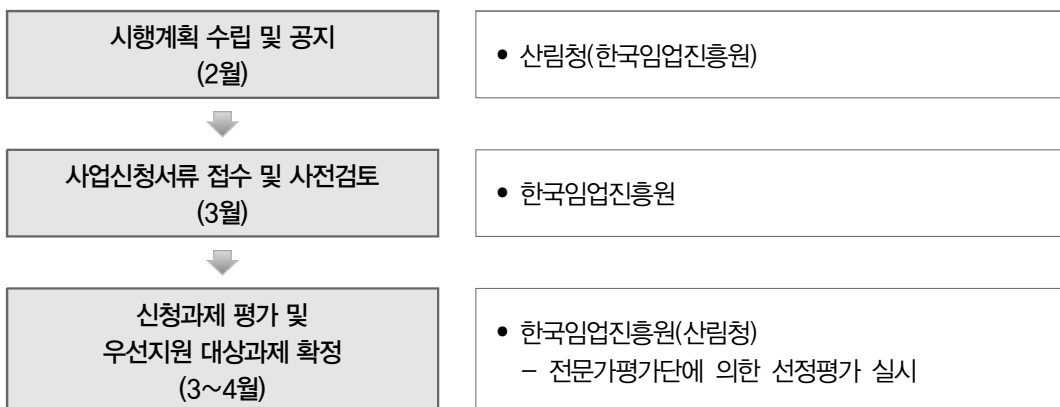 시행계획 수립 및 공지
(2월)
• 산림청(한국임업진흥원)
사업신청서류 접수 및 사전검토
(3월)
• 한국임업진흥원
신청과제 평가 및
우선지원 대상과제 확정
(3~4월)
• 한국임업진흥원(산림청)
– 전문가평가단에 의한 선정평가 실시